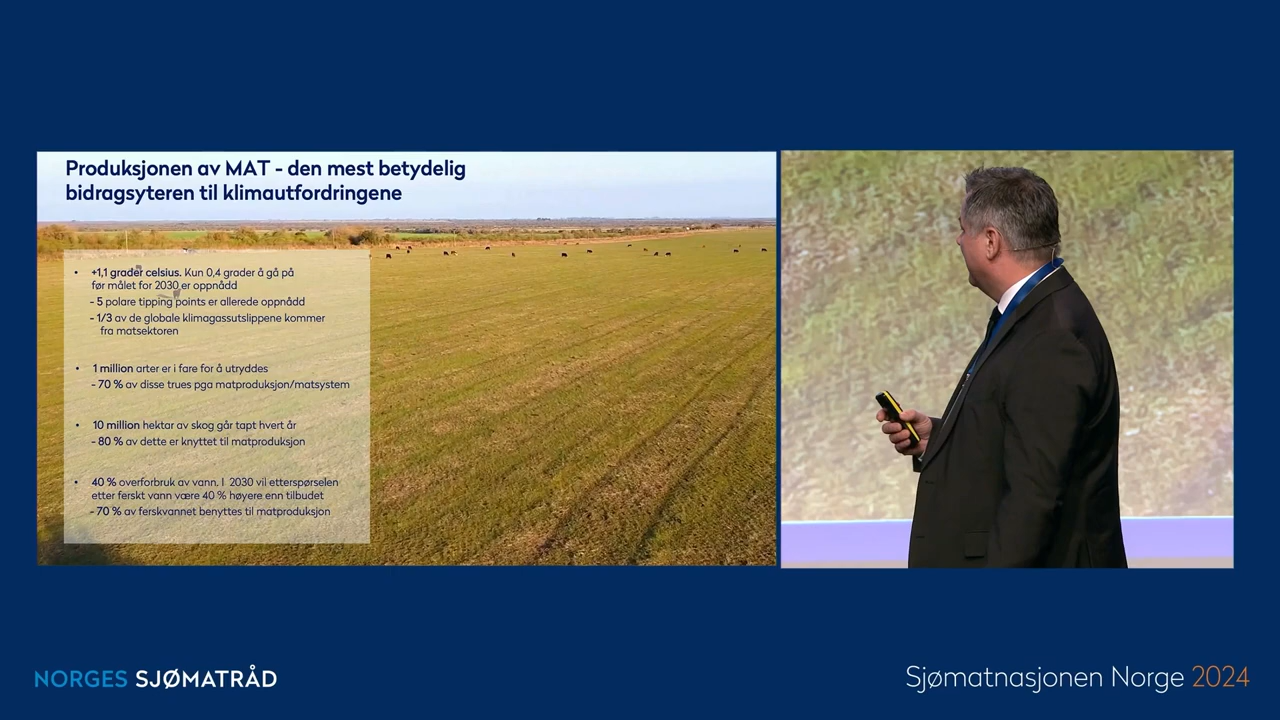 Produksjonen av MAT - den mest betydelig
bidragsyteren til klimautfordringene
• +1,1 grader celsius. Kun 0,4 grader å gå på
før målet for 2030 er oppnådd
- 5 polare tipping points er allerede oppnådd
- 1/3 av de globale klimagassutslippene kommer
fra matsektoren
• 1 million arter er i fare for å utryddes
- 70 % av disse trues pga matproduksjon/matsystem
• 10 million hektar av skog går tapt hvert år
- 80 % av dette er knyttet til matproduksjon
• 40 % overforbruk av vann. I 2030 vil etterspørselen
etter ferskt vann være 40 % høyere enn tilbudet
- 70 % av ferskvannet benyttes til matproduksjon
NORGES SJØMATRÅD
Sjømatnasjonen Norge 2024